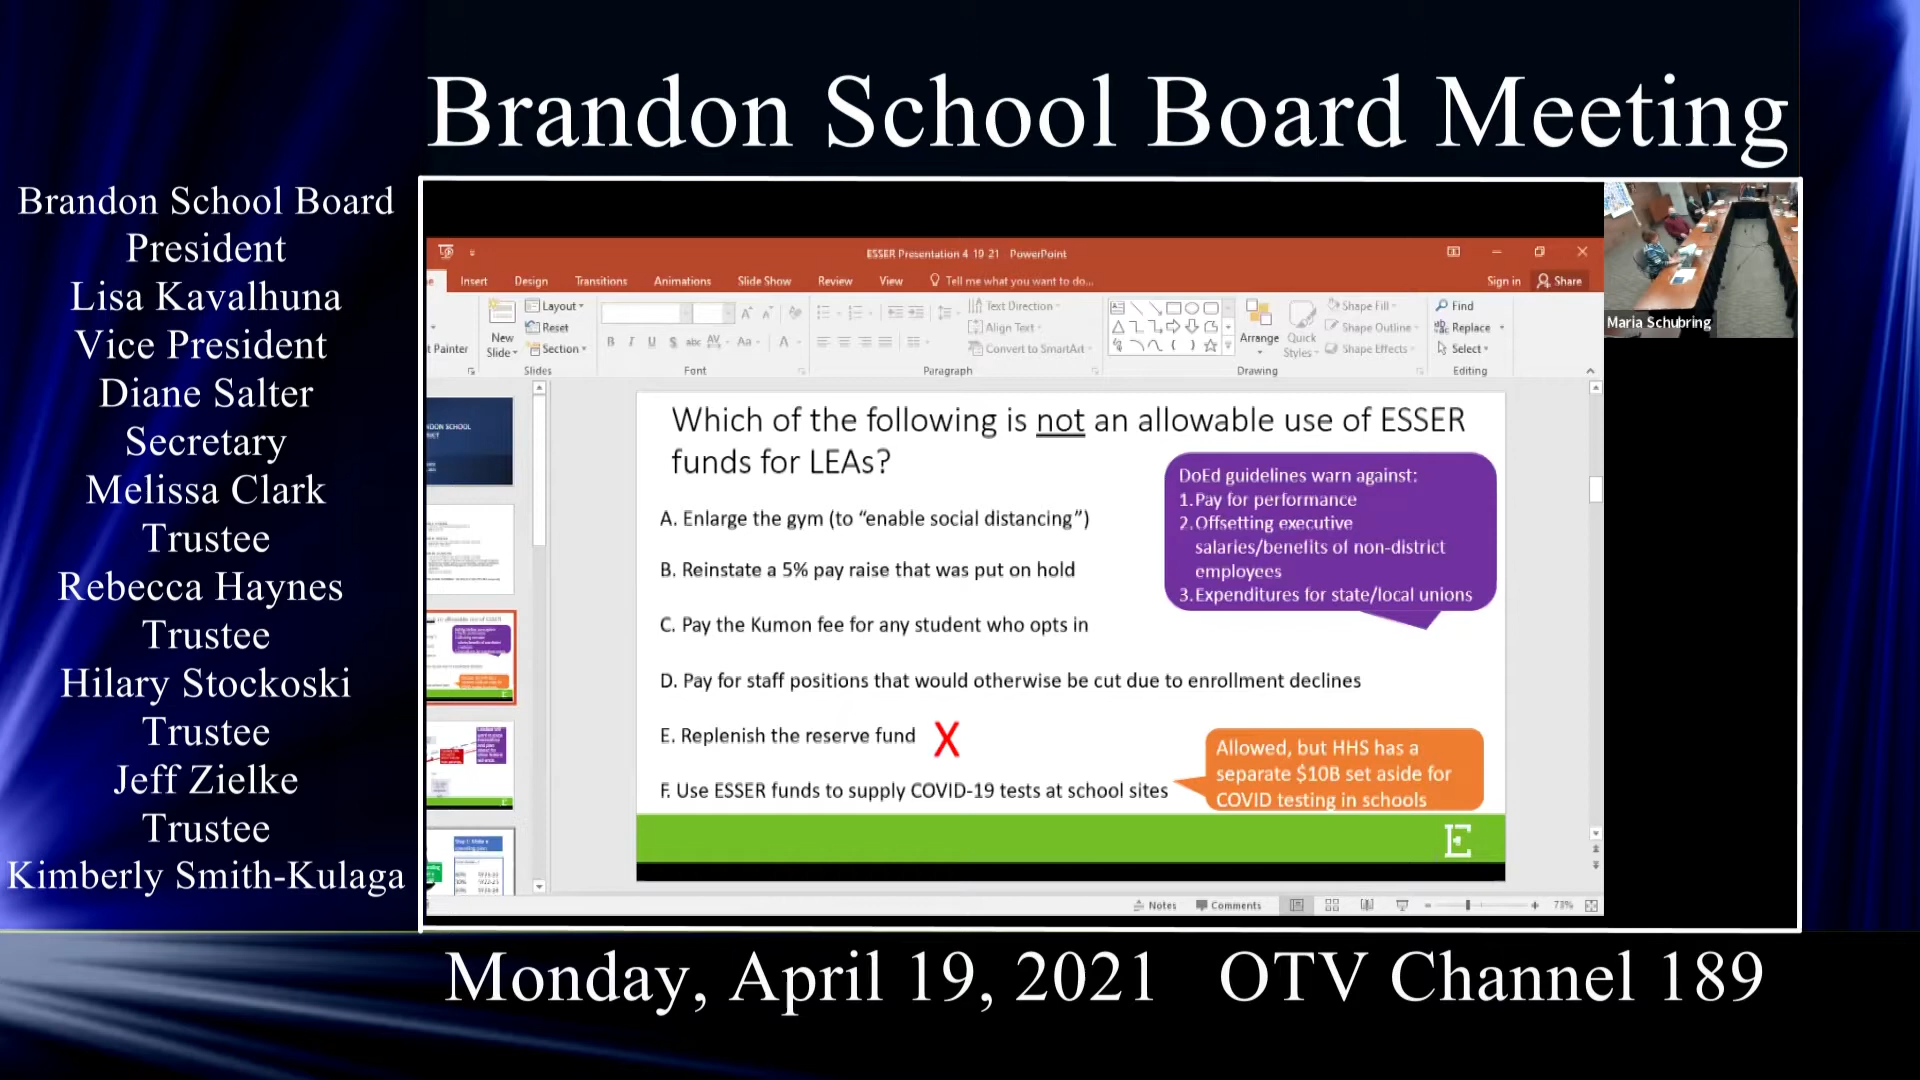 Brandon School Board Meeting
Brandon School Board
President
Lisa Kavalhuna
Vice President
Diane Salter
Secretary
Melissa Clark
Trustee
Rebecca Haynes
Trustee
Hilary Stockoski
Trustee
Jeff Zielke
Trustee
Kimberly Smith-Kulaga
ESSER Presentation 4 19 21 PowerPoint
Insert Design Transitions Animations Slide Show Review View Tell me what you want to do... Sign in Share
Layout Text Direction Shape Fill Find
Reset Align Text Shape Outline Replace
New Slide Section Convert to SmartArt Arrange Quick Styles Shape Effects Select
t Painter
B I U S abc AV Aa A
Slides Font Paragraph Drawing Editing
Maria Schubring
Which of the following is not an allowable use of ESSER
funds for LEAs?
DoEd guidelines warn against:
1. Pay for performance
2. Offsetting executive
salaries/benefits of non-district
employees
3. Expenditures for state/local unions
A. Enlarge the gym (to “enable social distancing”)
B. Reinstate a 5% pay raise that was put on hold
C. Pay the Kumon fee for any student who opts in
D. Pay for staff positions that would otherwise be cut due to enrollment declines
E. Replenish the reserve fund X
F. Use ESSER funds to supply COVID-19 tests at school sites
Allowed, but HHS has a
separate $10B set aside for
COVID testing in schools
E
Notes Comments 73%
Monday, April 19, 2021 OTV Channel 189